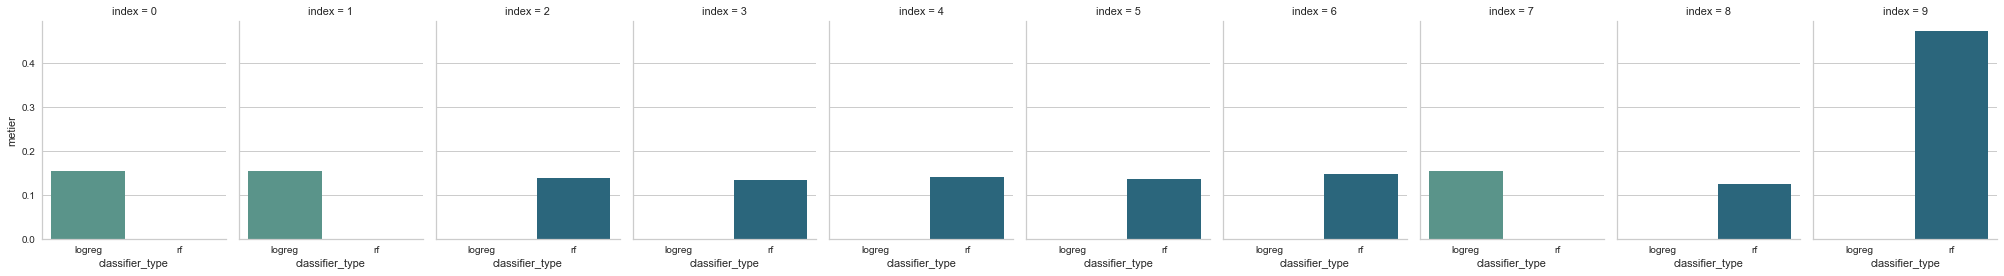 index = 0 index = 1 index = 2 index = 3 index = 4 index = 5 index = 6 index = 7 index = 8 index = 9
0.4
0.3
0.2
0.1
0.0
metier
logreg rf logreg rf logreg rf logreg rf logreg rf logreg rf logreg rf logreg rf logreg rf logreg rf
classifier_type classifier_type classifier_type classifier_type classifier_type classifier_type classifier_type classifier_type classifier_type classifier_type